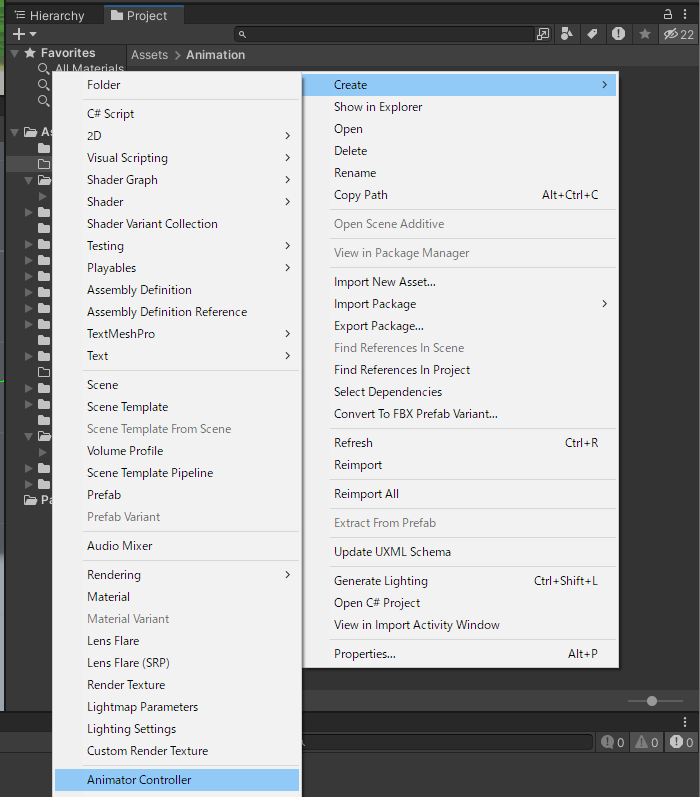 Hierarchy
Project
22
Favorites
All Materials
Assets > Animation
Folder
C# Script
2D
Visual Scripting
Shader Graph
Shader
Shader Variant Collection
Testing
Playables
Assembly Definition
Assembly Definition Reference
TextMeshPro
Text
Scene
Scene Template
Scene Template From Scene
Volume Profile
Scene Template Pipeline
Prefab
Prefab Variant
Audio Mixer
Rendering
Material
Material Variant
Lens Flare
Lens Flare (SRP)
Render Texture
Lightmap Parameters
Lighting Settings
Custom Render Texture
Animator Controller
Create
Show in Explorer
Open
Delete
Rename
Copy Path Alt+Ctrl+C
Open Scene Additive
View in Package Manager
Import New Asset...
Import Package
Export Package...
Find References In Scene
Find References In Project
Select Dependencies
Convert To FBX Prefab Variant...
Refresh Ctrl+R
Reimport
Reimport All
Extract From Prefab
Update UXML Schema
Generate Lighting Ctrl+Shift+L
Open C# Project
View in Import Activity Window
Properties... Alt+P
0 0 0